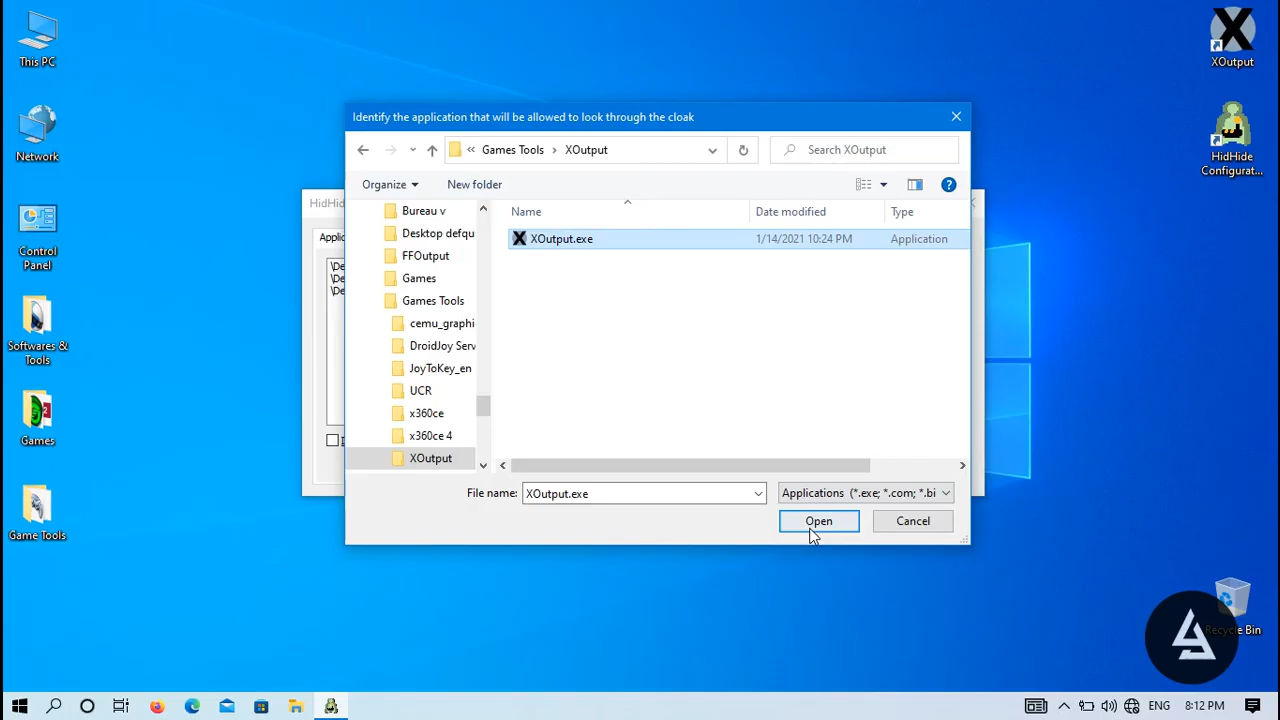 This PC
Network
Control
Panel
Softwares &
Tools
Games
Game Tools
XOutput
HidHide
Configurat...
Recycle Bin
HidHid
Applic
\De
\De
\De
Identify the application that will be allowed to look through the cloak
« Games Tools > XOutput
Search XOutput
Organize
New folder
Bureau v
Desktop defqu
FFOutput
Games
Games Tools
cemu_graphi
DroidJoy Serv
JoyToKey_en
UCR
x360ce
x360ce 4
XOutput
Name Date modified Type
XOutput.exe 1/14/2021 10:24 PM Application
File name: XOutput.exe
Applications (*.exe; *.com; *.bi
Open
Cancel
ENG 8:12 PM